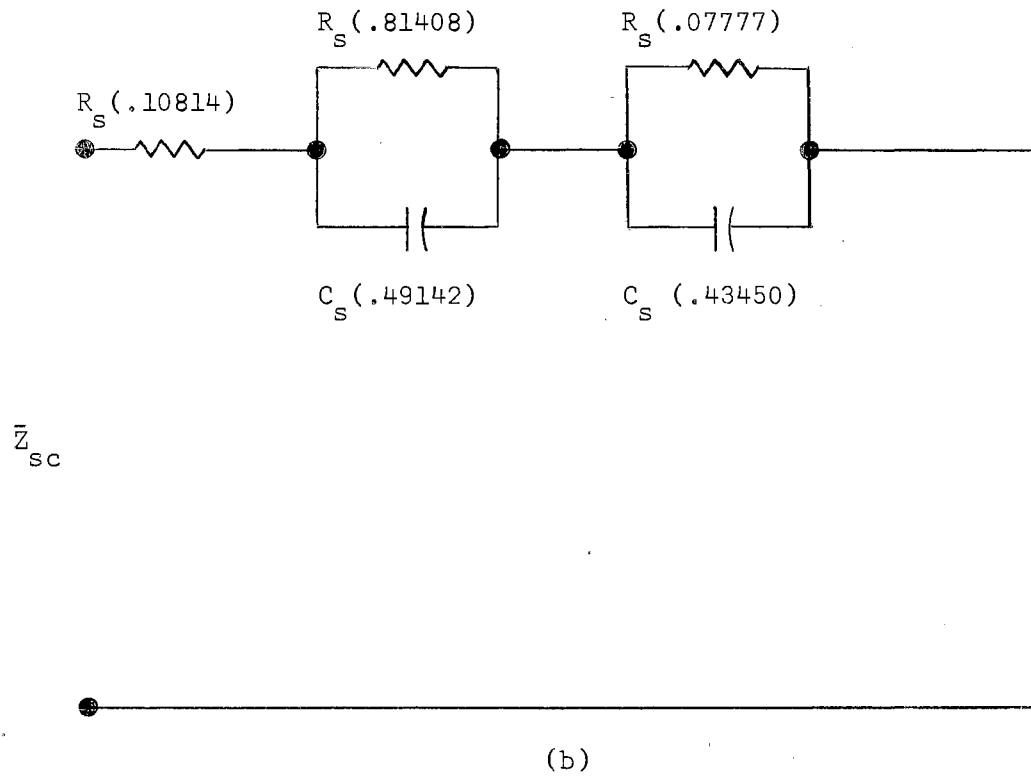 R_s(.81408)
R_s(.07777)
R_s(.10814)
C_s(.49142)
C_s (.43450)
Z̄_sc
(b)